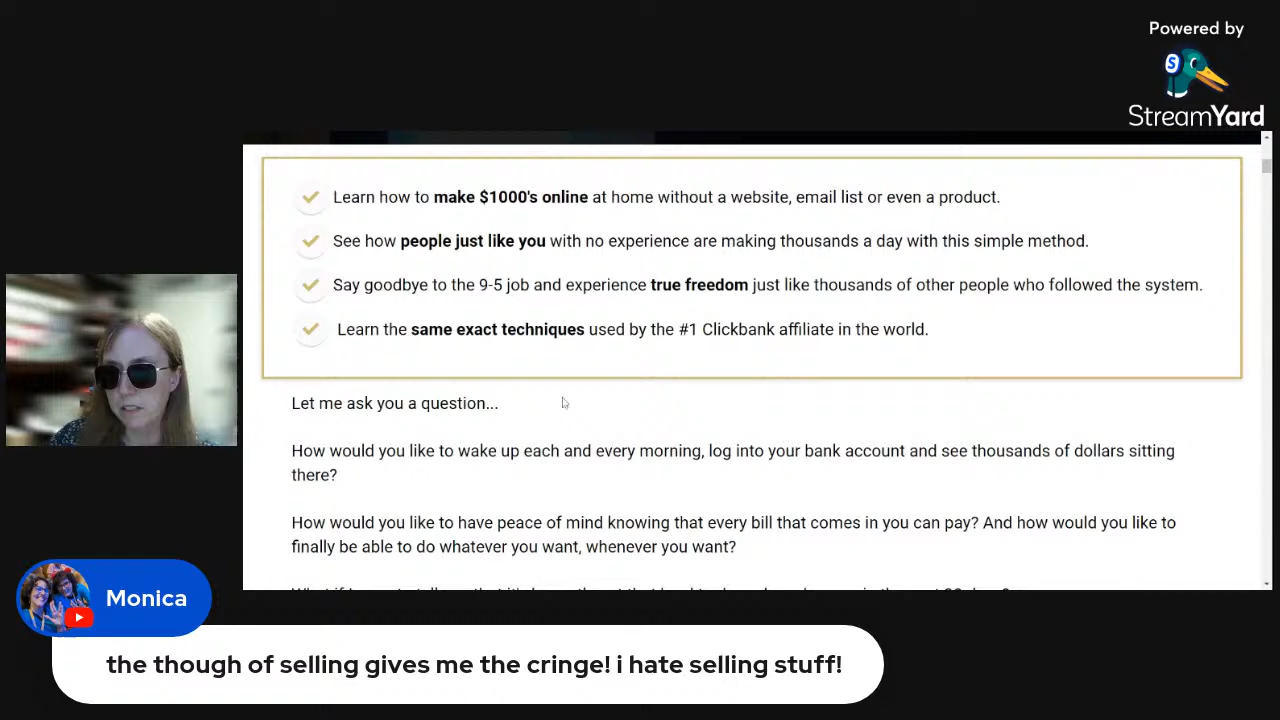 Powered by
StreamYard
Learn how to make $1000's online at home without a website, email list or even a product.
See how people just like you with no experience are making thousands a day with this simple method.
Say goodbye to the 9-5 job and experience true freedom just like thousands of other people who followed the system.
Learn the same exact techniques used by the #1 Clickbank affiliate in the world.
Let me ask you a question...
How would you like to wake up each and every morning, log into your bank account and see thousands of dollars sitting
there?
How would you like to have peace of mind knowing that every bill that comes in you can pay? And how would you like to
finally be able to do whatever you want, whenever you want?
Monica
the though of selling gives me the cringe! i hate selling stuff!